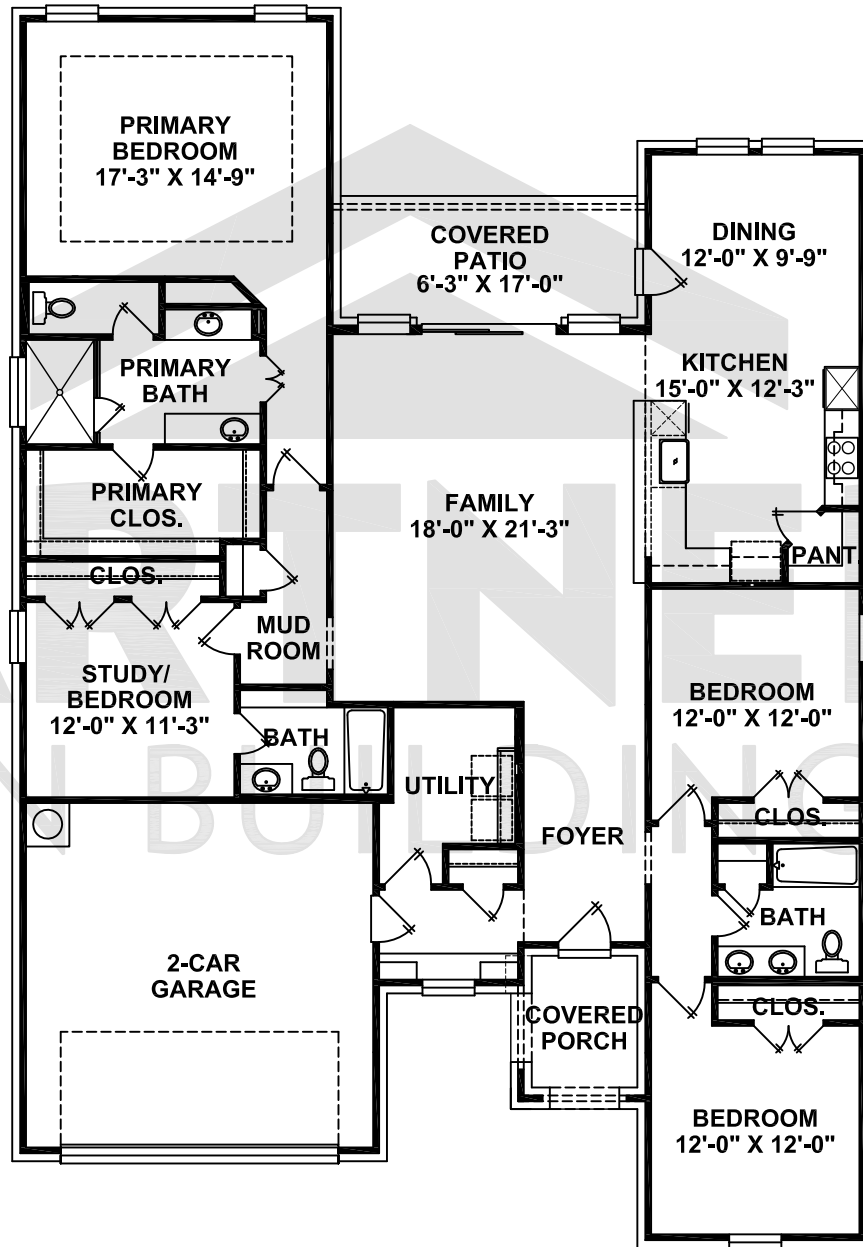 PRIMARY
BEDROOM
17'-3" X 14'-9"
COVERED
PATIO
6'-3" X 17'-0"
DINING
12'-0" X 9'-9"
KITCHEN
15'-0" X 12'-3"
PRIMARY
BATH
PRIMARY
CLOS.
CLOS.
FAMILY
18'-0" X 21'-3"
PANT.
MUD
ROOM
STUDY/
BEDROOM
12'-0" X 11'-3"
BATH
BEDROOM
12'-0" X 12'-0"
CLOS.
UTILITY
FOYER
BATH
2-CAR
GARAGE
COVERED
PORCH
CLOS.
BEDROOM
12'-0" X 12'-0"
ARTNE
N BUILDING